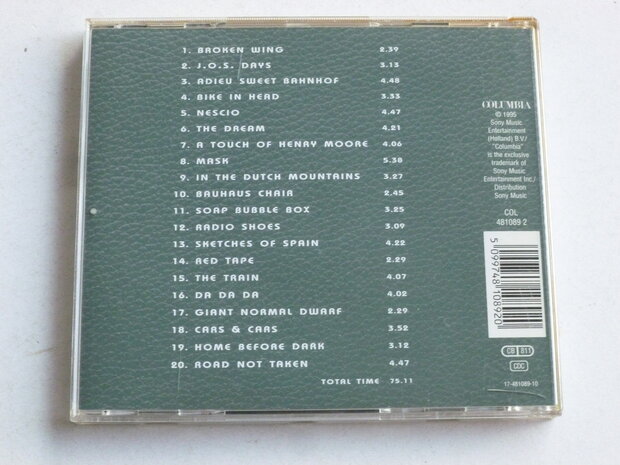 1. BROKEN WING 2.39
2. J.O.S. DAYS 3.13
3. ADIEU SWEET BAHNHOF 4.48
4. BIKE IN HEAD 3.33
5. NESCIO 4.47
6. THE DREAM 4.21
7. A TOUCH OF HENRY MOORE 4.06
8. MASK 5.38
9. IN THE DUTCH MOUNTAINS 3.27
10. BAUHAUS CHAIR 2.45
11. SOAP BUBBLE BOX 3.25
12. RADIO SHOES 3.09
13. SKETCHES OF SPAIN 4.22
14. RED TAPE 2.29
15. THE TRAIN 4.07
16. DA DA DA 4.02
17. GIANT NORMAL DWARF 2.29
18. CARS & CARS 3.52
19. HOME BEFORE DARK 3.12
20. ROAD NOT TAKEN 4.47
TOTAL TIME 75.11
COLUMBIA
© 1995
Sony Music
Entertainment
(Holland) B.V./
"Columbia"
is the exclusive
trademark of
Sony Music
Entertainment Inc./
Distribution
Sony Music
COL
481089 2
5 099748 108920
CB 811
CDC
17-481089-10